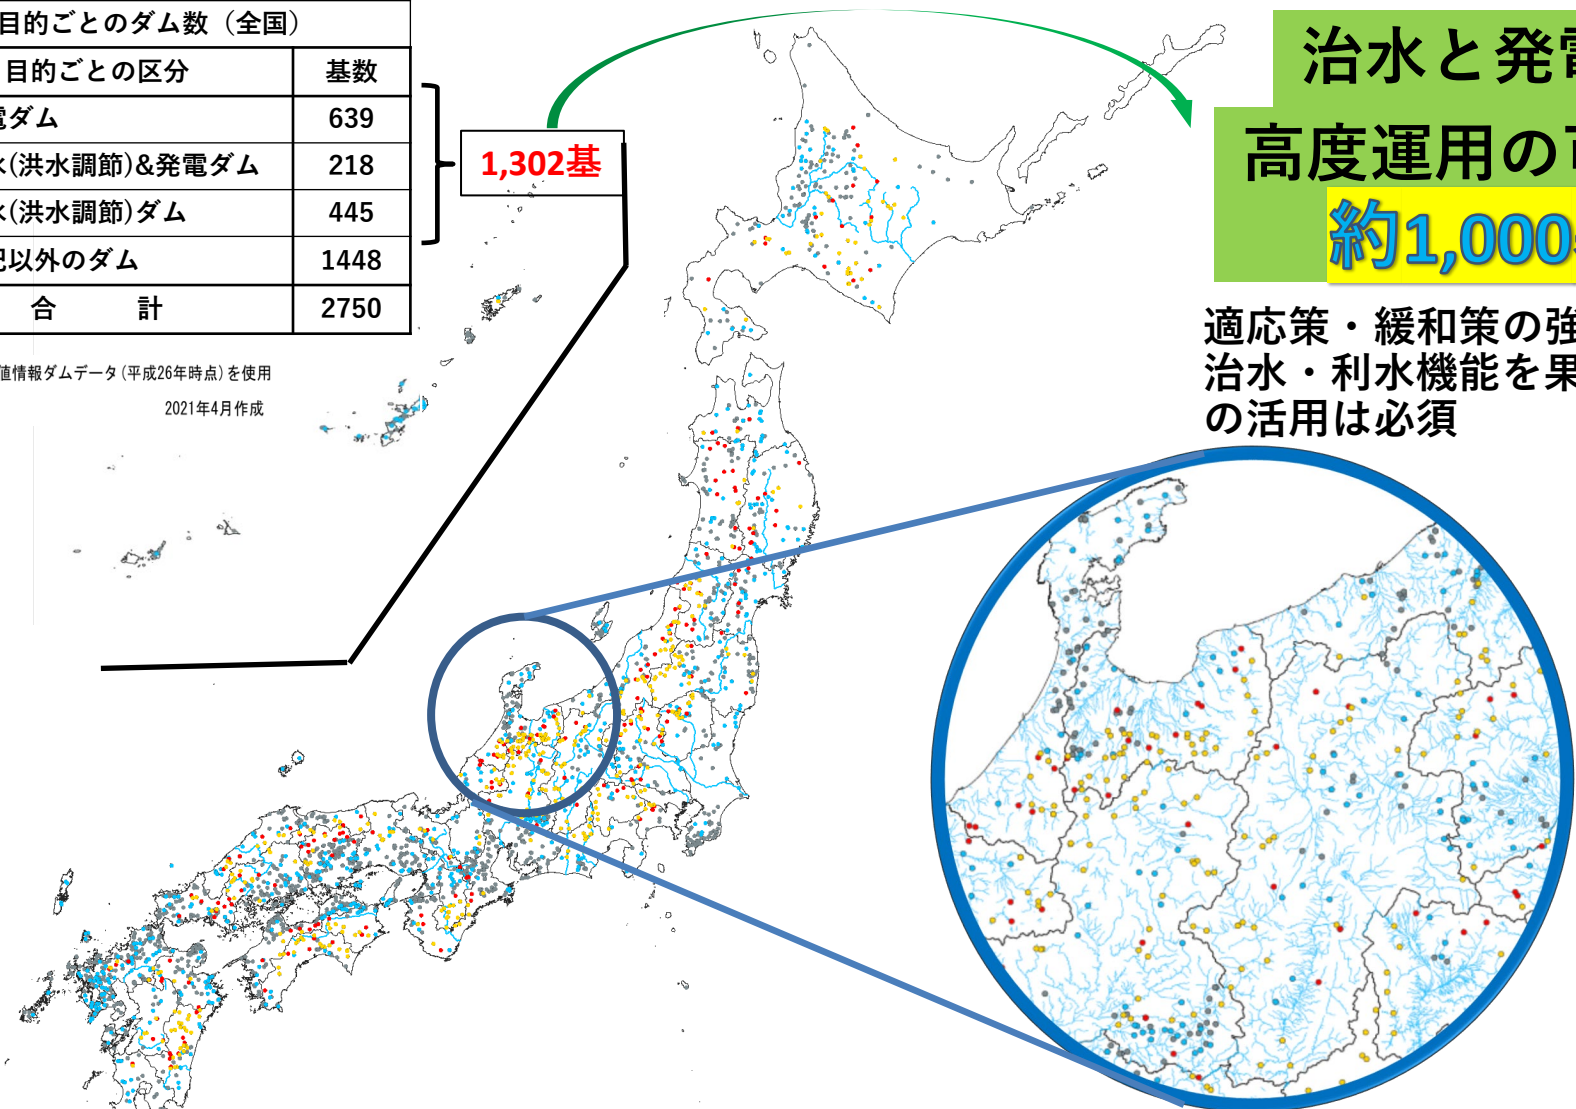 目的ごとのダム数（全国）
目的ごとの区分 基数
電ダム 639
水(洪水調節)&発電ダム 218
水(洪水調節)ダム 445
記以外のダム 1448
合 計 2750
1,302基
値情報ダムデータ(平成26年時点)を使用
2021年4月作成
治水と発電
高度運用の可
約1,000
適応策・緩和策の強
治水・利水機能を果
の活用は必須